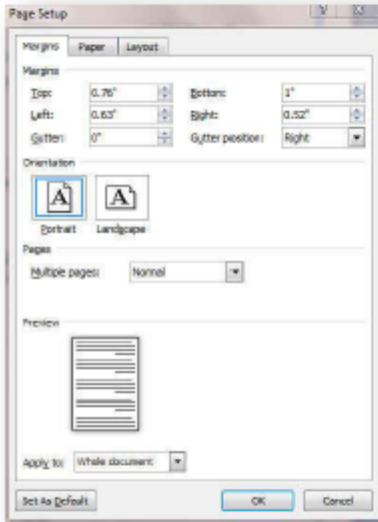 Page Setup
Margins Paper Layout
Margins
Top: 0.76" Bottom: 1"
Left: 0.63" Right: 0.52"
Gutter: 0" Gutter position: Right
Orientation
A A
Portrait Landscape
Pages
Multiple pages: Normal
Preview
Apply to: Whole document
Set As Default OK Cancel